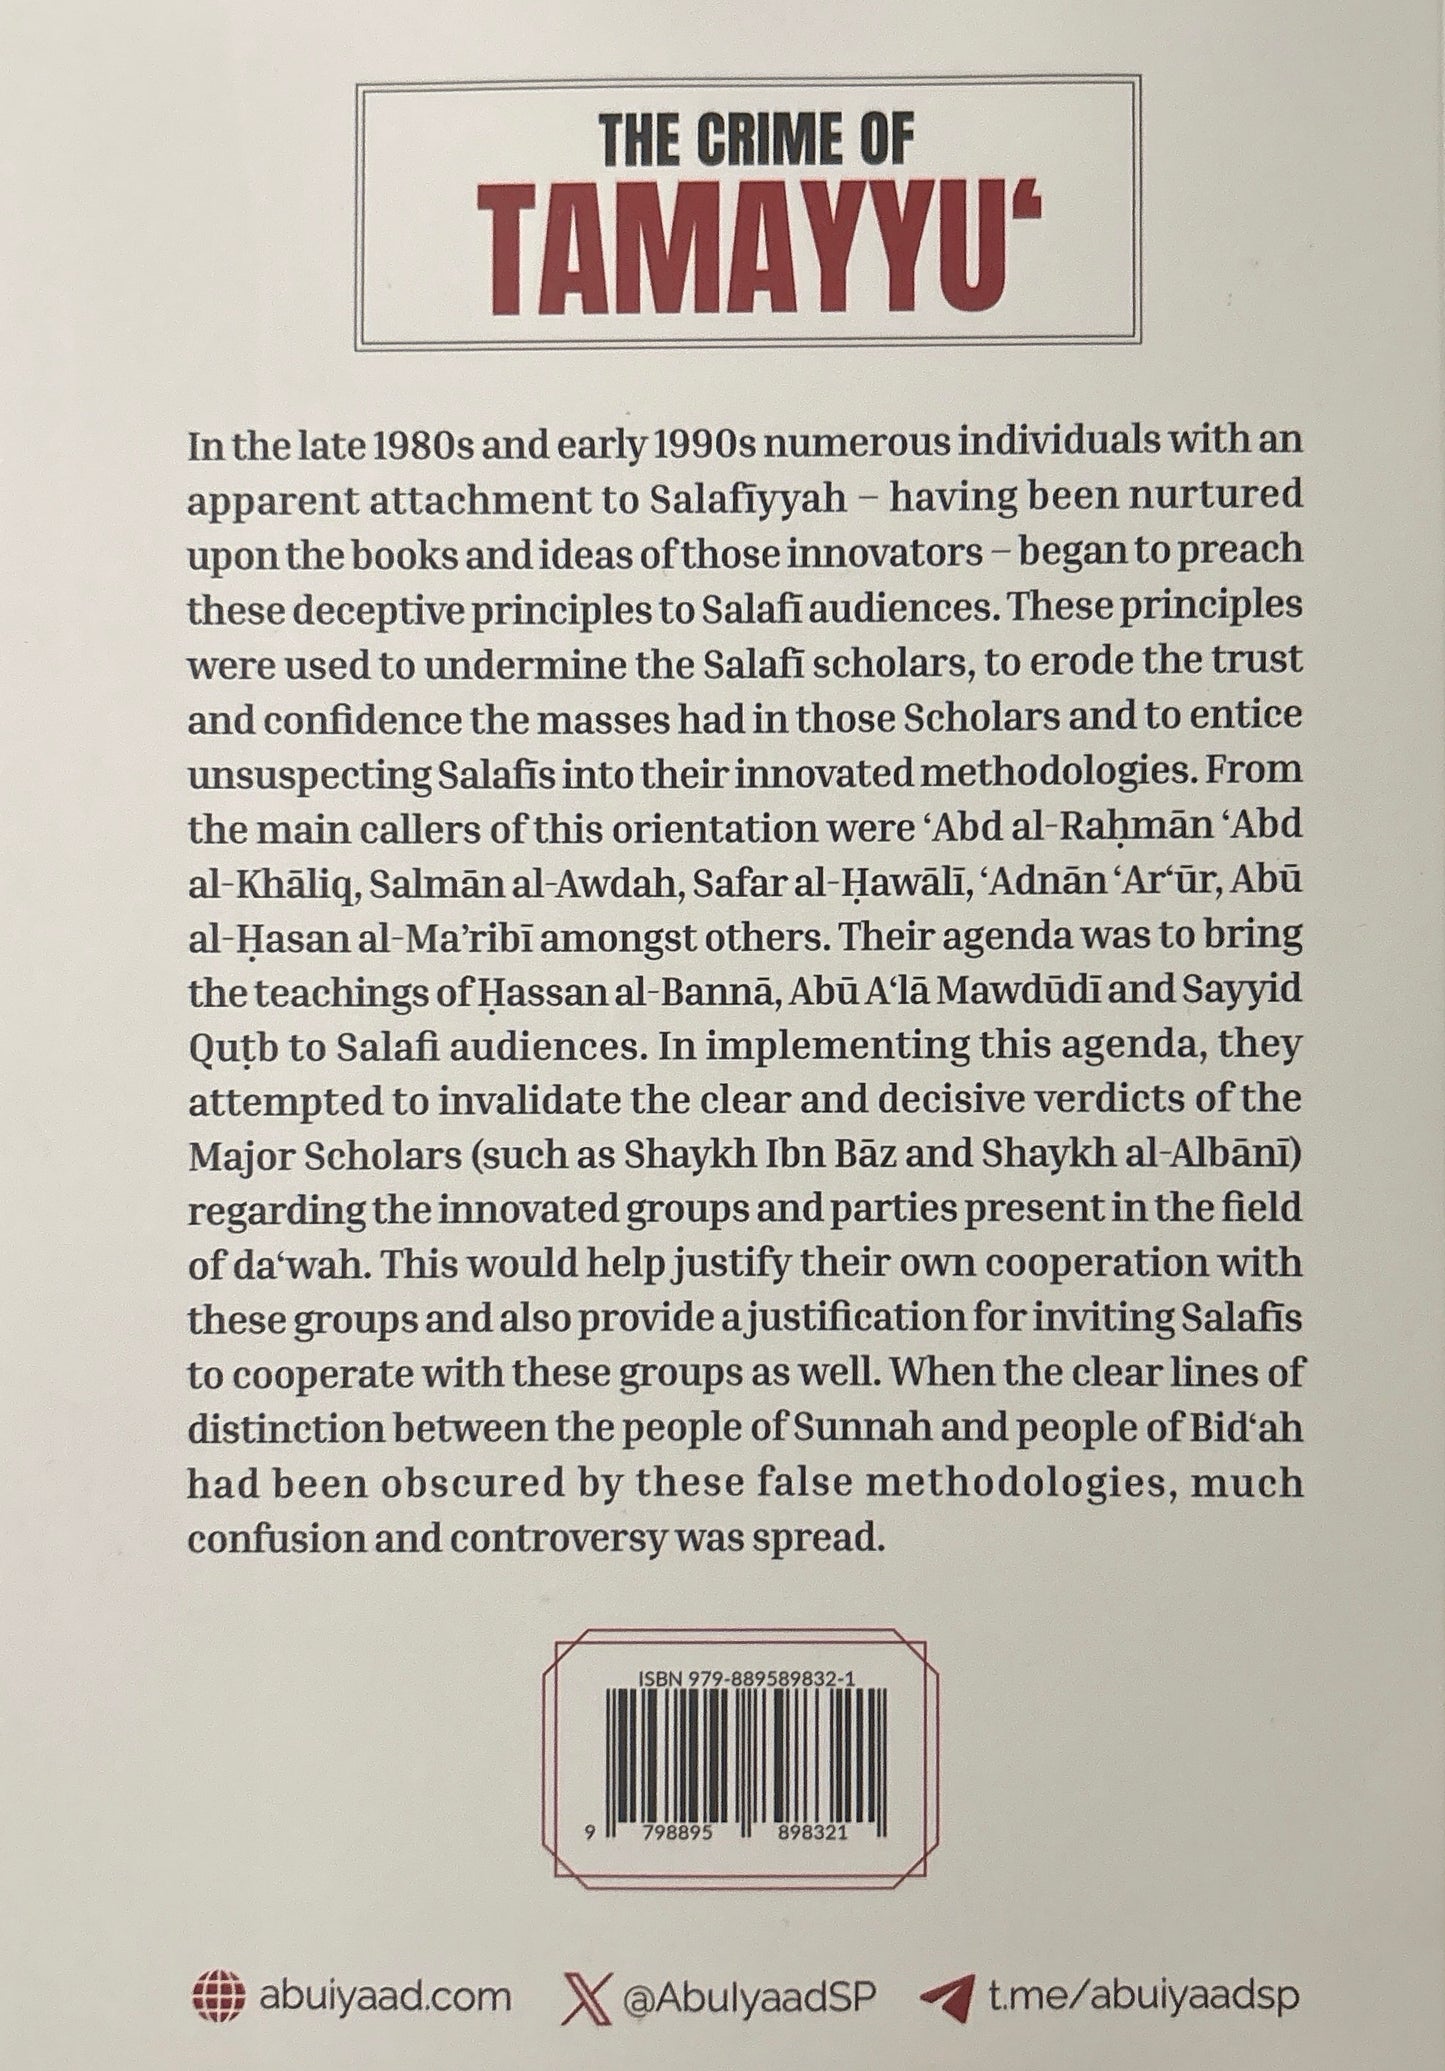 THE CRIME OF
TAMAYYU‘
In the late 1980s and early 1990s numerous individuals with an
apparent attachment to Salafīyyah – having been nurtured
upon the books and ideas of those innovators – began to preach
these deceptive principles to Salafī audiences. These principles
were used to undermine the Salafī scholars, to erode the trust
and confidence the masses had in those Scholars and to entice
unsuspecting Salafīs into their innovated methodologies. From
the main callers of this orientation were ‘Abd al-Raḥmān ‘Abd
al-Khāliq, Salmān al-Awdah, Safar al-Ḥawālī, ‘Adnān ‘Ar‘ūr, Abū
al-Ḥasan al-Ma’ribī amongst others. Their agenda was to bring
the teachings of Ḥassan al-Bannā, Abū A‘lā Mawdūdī and Sayyid
Quṭb to Salafi audiences. In implementing this agenda, they
attempted to invalidate the clear and decisive verdicts of the
Major Scholars (such as Shaykh Ibn Bāz and Shaykh al-Albānī)
regarding the innovated groups and parties present in the field
of da‘wah. This would help justify their own cooperation with
these groups and also provide a justification for inviting Salafīs
to cooperate with these groups as well. When the clear lines of
distinction between the people of Sunnah and people of Bid‘ah
had been obscured by these false methodologies, much
confusion and controversy was spread.
ISBN 979-889589832-1
9 798895 898321
abuiyaad.com @AbuIyaadSP t.me/abuiyaadsp